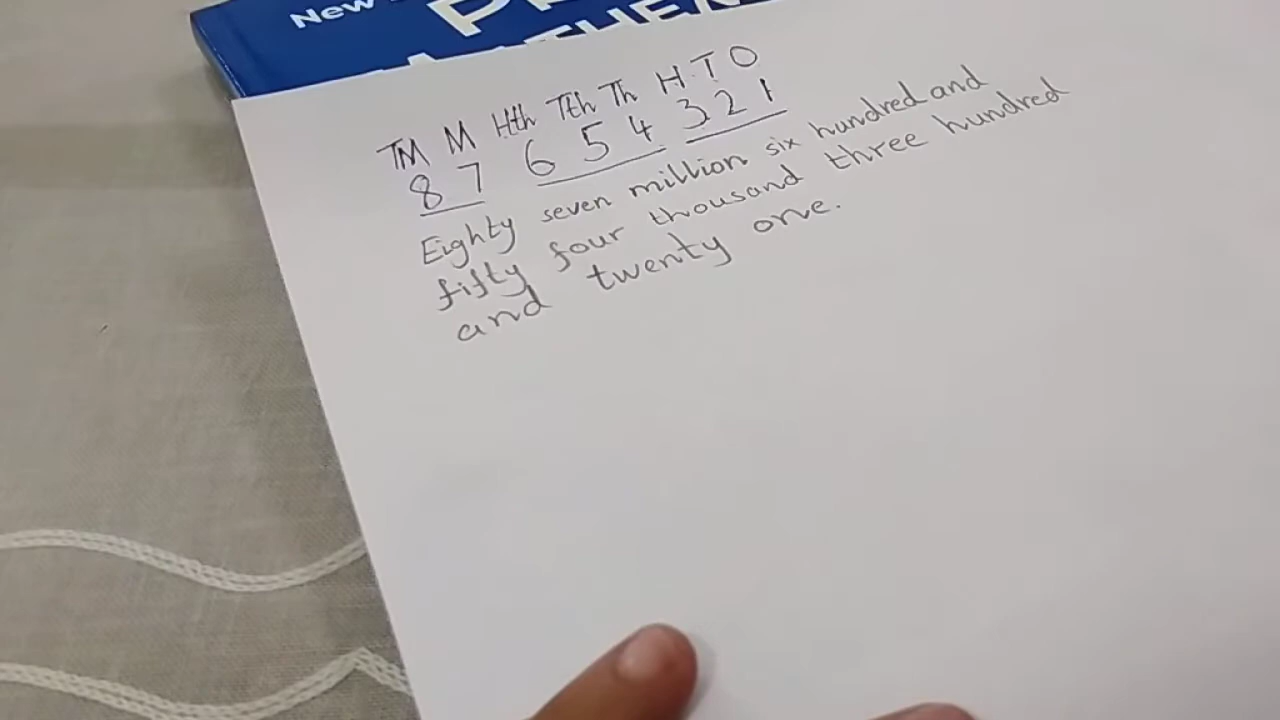 New
TM M Hth Tth Th H T O
8 7 6 5 4 3 2 1
Eighty seven million six hundred and
fifty four thousand three hundred
and twenty one.